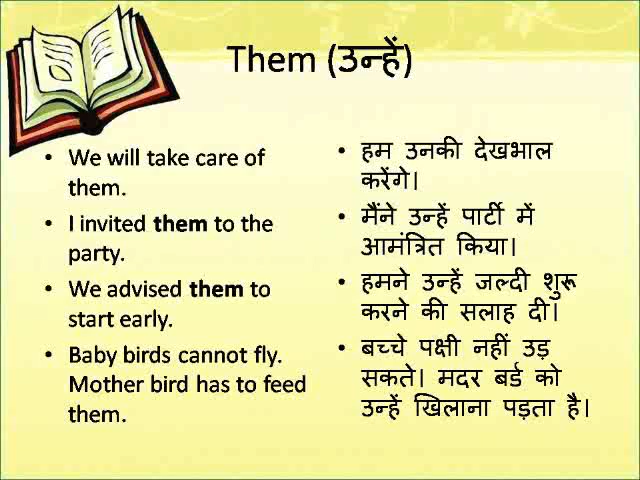 Them (उन्हें)
• We will take care of
them.
• I invited them to the
party.
• We advised them to
start early.
• Baby birds cannot fly.
Mother bird has to feed
them.
• हम उनकी देखभाल
करेंगे।
• मैंने उन्हें पार्टी में
आमंत्रित किया।
• हमने उन्हें जल्दी शुरू
करने की सलाह दी।
• बच्चे पक्षी नहीं उड़
सकते। मदर बर्ड को
उन्हें खिलाना पड़ता है।